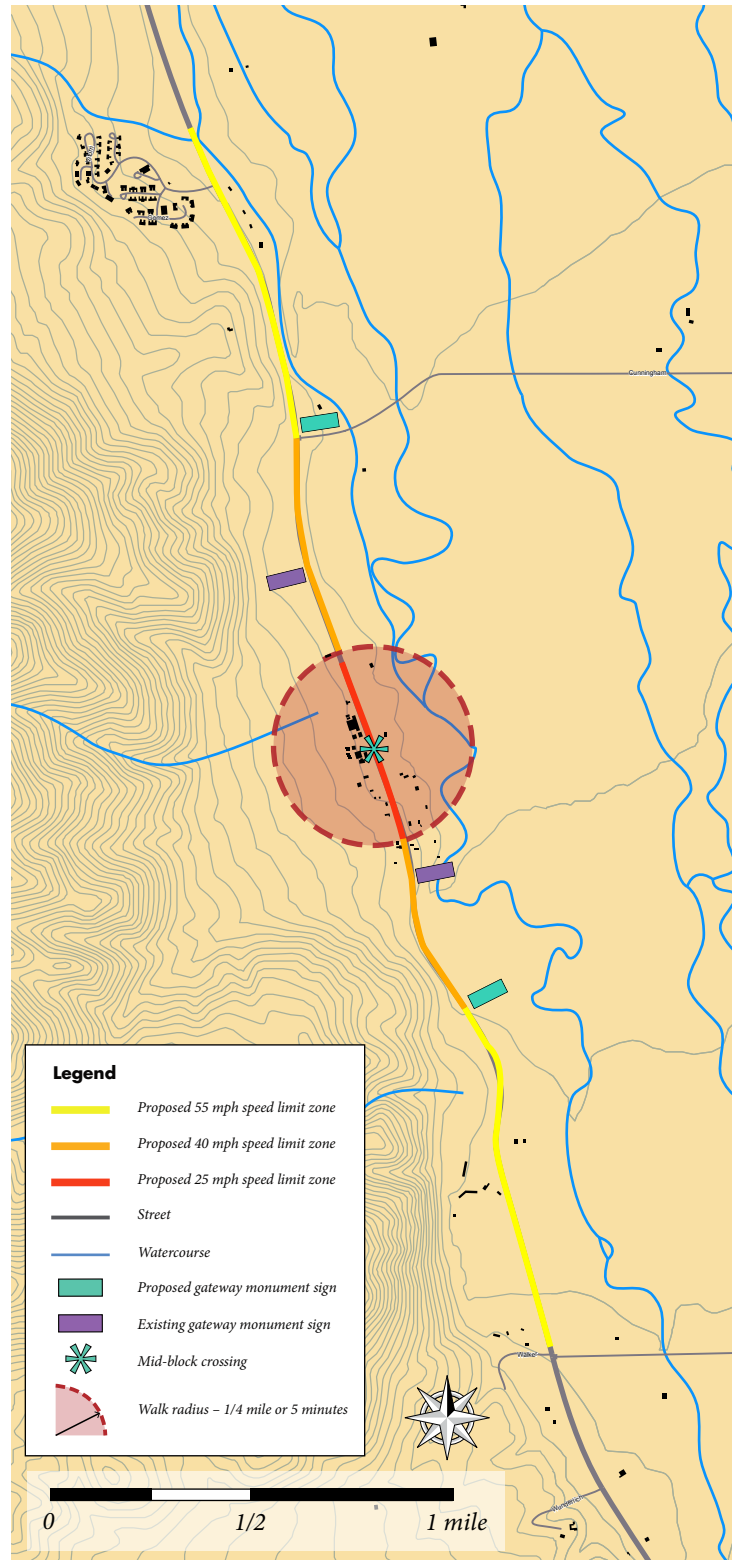 Gomez
Cunningham
Walker
Wunderlich
Legend
Proposed 55 mph speed limit zone
Proposed 40 mph speed limit zone
Proposed 25 mph speed limit zone
Street
Watercourse
Proposed gateway monument sign
Existing gateway monument sign
Mid-block crossing
Walk radius – 1/4 mile or 5 minutes
0 1/2 1 mile